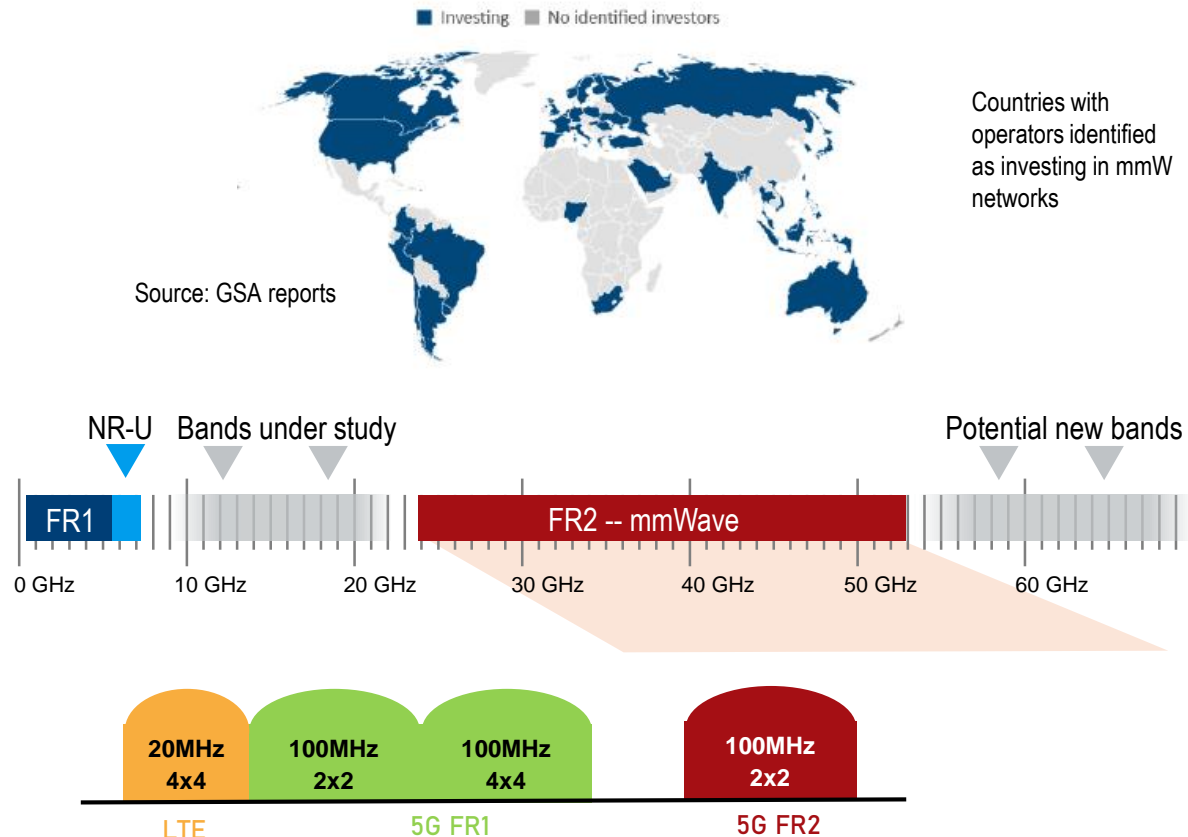 Investing No identified investors
Countries with
operators identified
as investing in mmW
networks
Source: GSA reports
NR-U Bands under study Potential new bands
FR1 FR2 -- mmWave
0 GHz 10 GHz 20 GHz 30 GHz 40 GHz 50 GHz 60 GHz
20MHz 100MHz 100MHz 100MHz
4x4 2x2 4x4 2x2
LTE 5G FR1 5G FR2